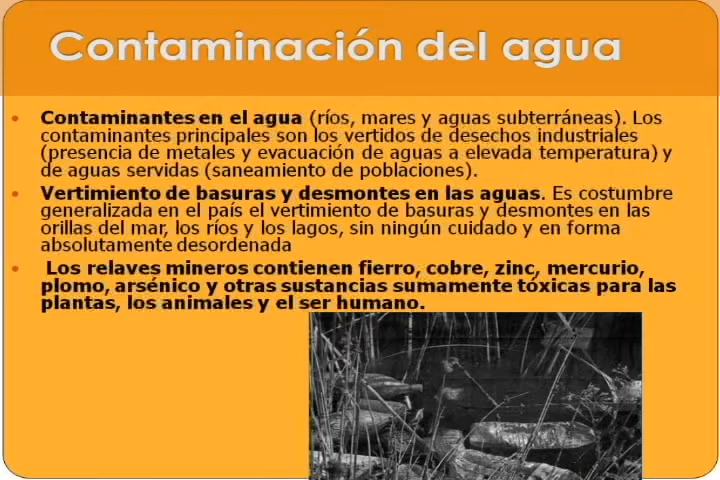 Contaminación del agua
• Contaminantes en el agua (ríos, mares y aguas subterráneas). Los
contaminantes principales son los vertidos de desechos industriales
(presencia de metales y evacuación de aguas a elevada temperatura) y
de aguas servidas (saneamiento de poblaciones).
• Vertimiento de basuras y desmontes en las aguas. Es costumbre
generalizada en el país el vertimiento de basuras y desmontes en las
orillas del mar, los ríos y los lagos, sin ningún cuidado y en forma
absolutamente desordenada
• Los relaves mineros contienen fierro, cobre, zinc, mercurio,
plomo, arsénico y otras sustancias sumamente tóxicas para las
plantas, los animales y el ser humano.